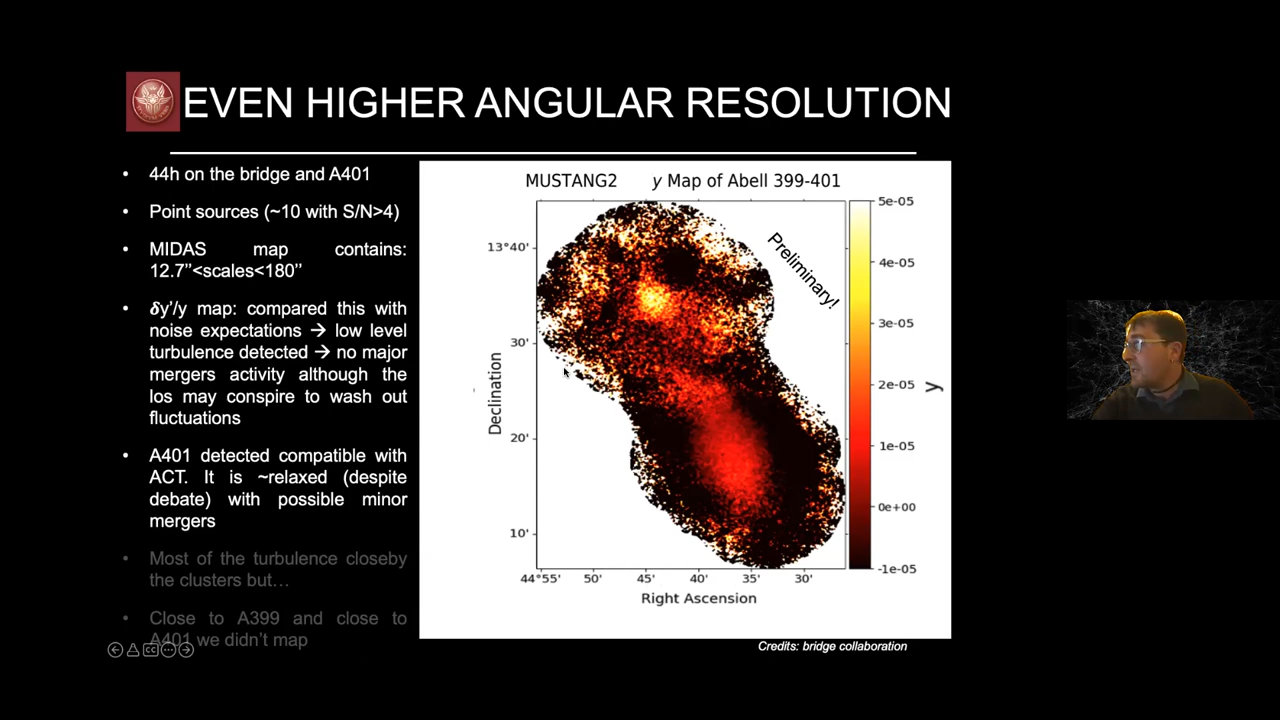 EVEN HIGHER ANGULAR RESOLUTION
• 44h on the bridge and A401
• Point sources (~10 with S/N>4)
• MIDAS map contains:
12.7’’<scales<180’’
• δy’/y map: compared this with
noise expectations → low level
turbulence detected → no major
mergers activity although the
los may conspire to wash out
fluctuations
• A401 detected compatible with
ACT. It is ~relaxed (despite
debate) with possible minor
mergers
• Most of the turbulence closeby
the clusters but…
• Close to A399 and close to
A401 we didn’t map
MUSTANG2 y Map of Abell 399-401
Preliminary!
13°40'
30'
20'
10'
Declination
44°55' 50' 45' 40' 35' 30'
Right Ascension
5e-05
4e-05
3e-05
2e-05
1e-05
0e+00
-1e-05
y
Credits: bridge collaboration